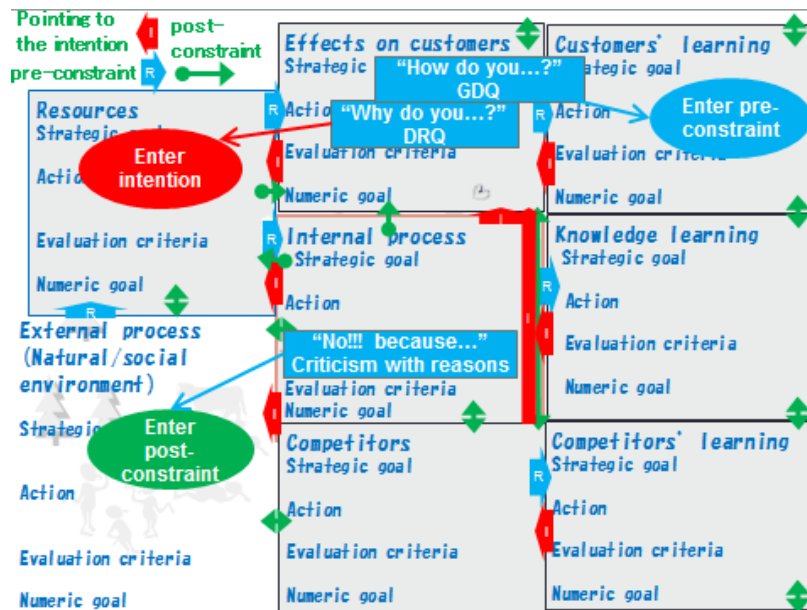 Pointing to
the intention
I
post-
constraint
pre-constraint
R
Effects on customers
Strategic
Action
Evaluation criteria
Numeric goal
Customers' learning
Strategic goal
Action
Evaluation criteria
Numeric goal
"How do you...?"
GDQ
"Why do you...?"
DRQ
Enter pre-
constraint
Resources
Strategic
Action
Evaluation criteria
Numeric goal
Enter
intention
R
I
R
I
R
I
Internal process
Strategic goal
Action
Evaluation criteria
Numeric goal
I
I
I
Knowledge learning
Strategic goal
Action
Evaluation criteria
Numeric goal
R
I
"No!!! because..."
Criticism with reasons
R
External process
(Natural/social
environment)
Strategic
Action
Evaluation criteria
Numeric goal
Enter
post-
constraint
Competitors
Strategic goal
Action
Evaluation criteria
Numeric goal
Competitors' learning
Strategic goal
Action
Evaluation criteria
Numeric goal
R
I